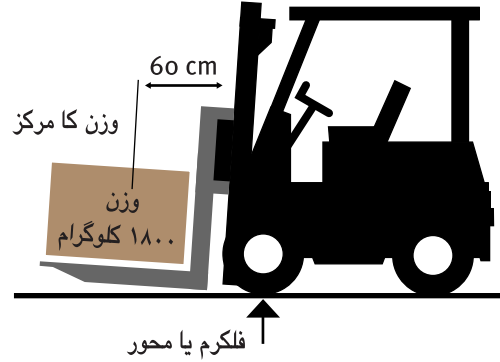 60 cm
وزن کا مرکز
وزن
۱۸۰۰ کلوگرام
فلکرم یا محور